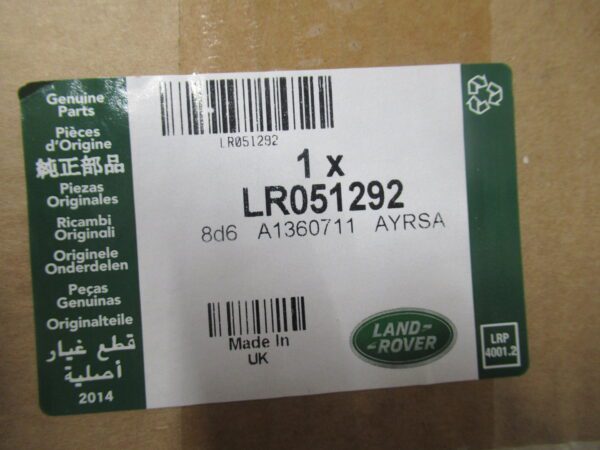 Genuine
Parts
Pièces
d'Origine
純正部品
Piezas
Originales
Ricambi
Originali
Originele
Onderdelen
Peças
Genuinas
Originalteile
قطع غيار
أصلية
2014
LR051292
1 x
LR051292
8d6 A1360711 AYRSA
Made In
UK
LAND-
-ROVER
LRP
4001.2